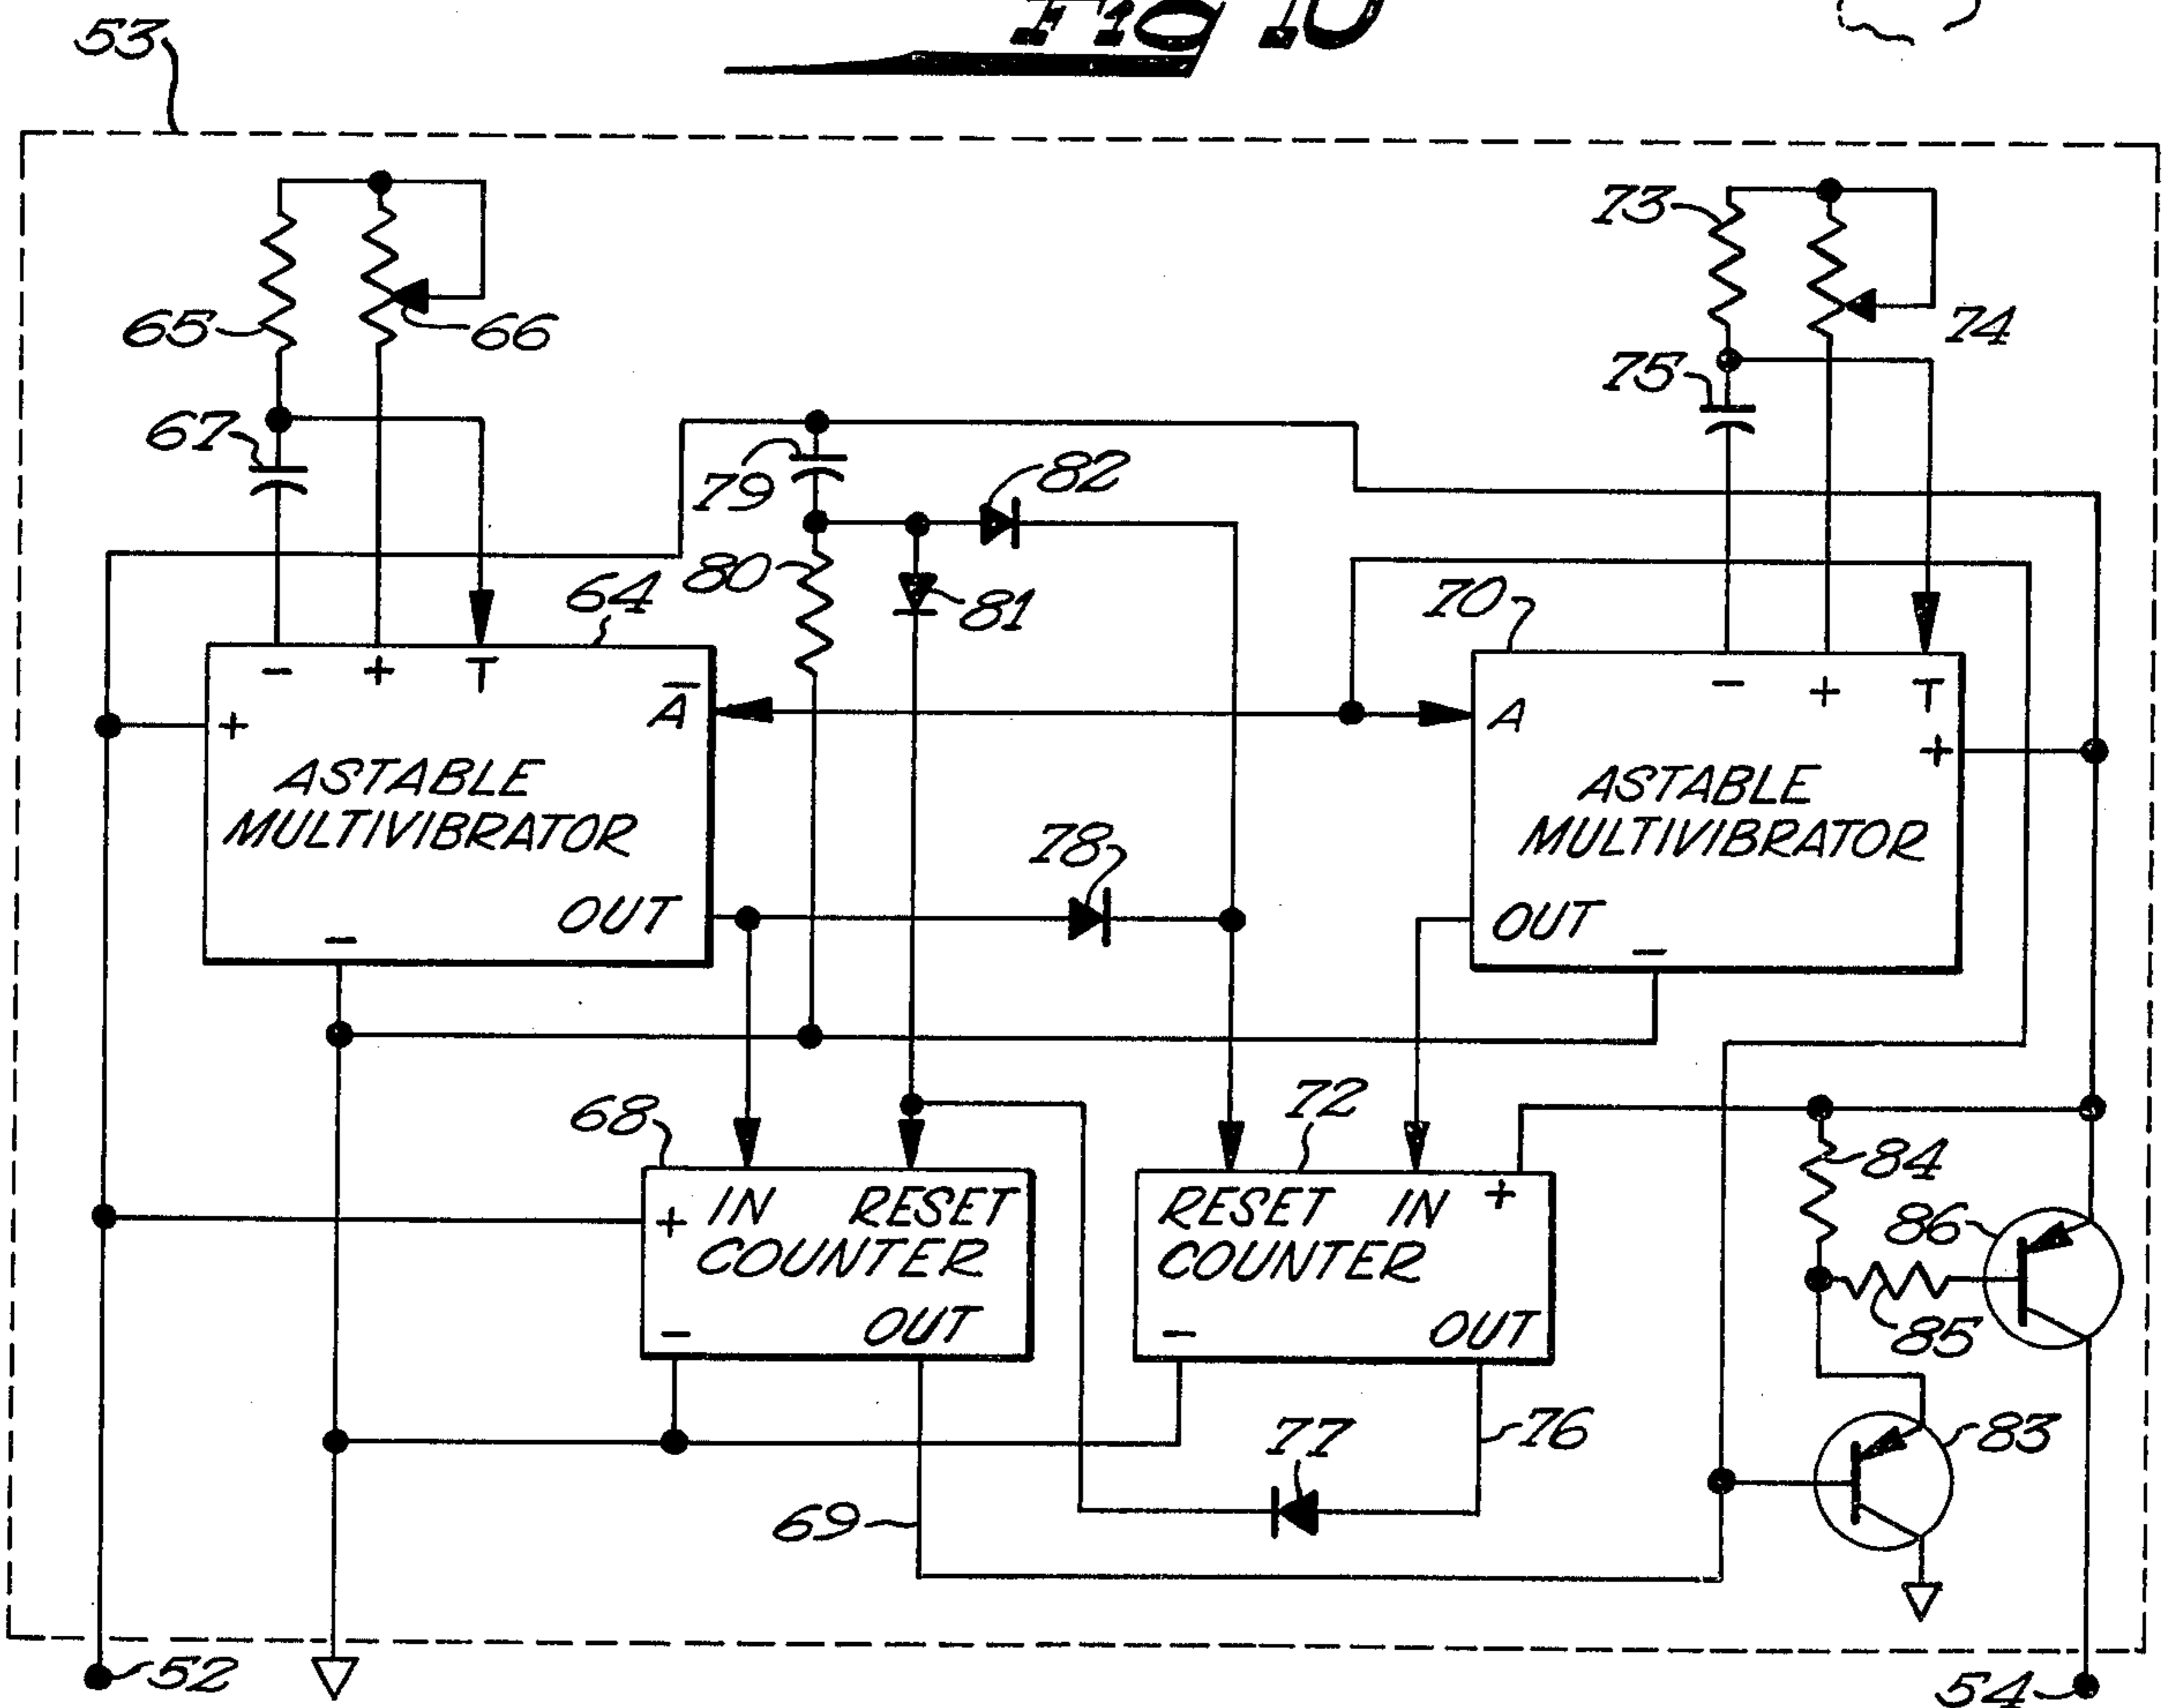 FIG 10
53
73
65
66
74
75
67
79
82
80
64
81
70
- + T
A̅
- + T
+
A
+
ASTABLE
MULTIVIBRATOR
ASTABLE
MULTIVIBRATOR
78
OUT
-
OUT
-
68
72
84
+ IN RESET
COUNTER
- OUT
RESET IN +
COUNTER
- OUT
86
85
77
76
83
69
52
54